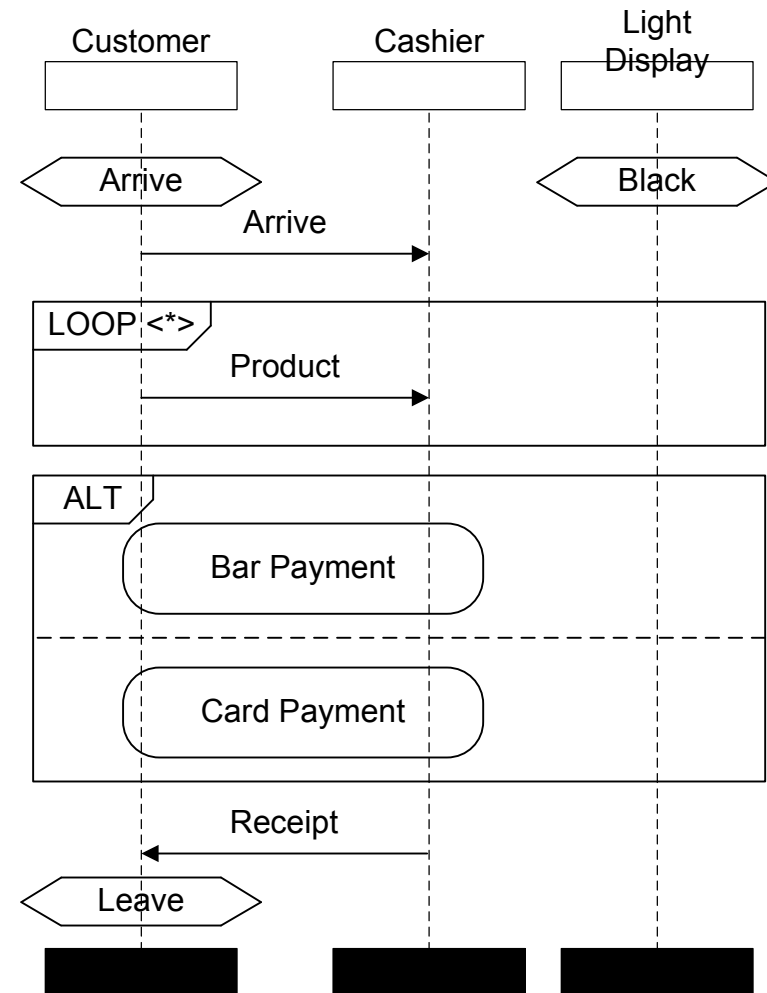 Customer
Cashier
Light
Display
Arrive
Black
Arrive
LOOP <*>
Product
ALT
Bar Payment
Card Payment
Receipt
Leave